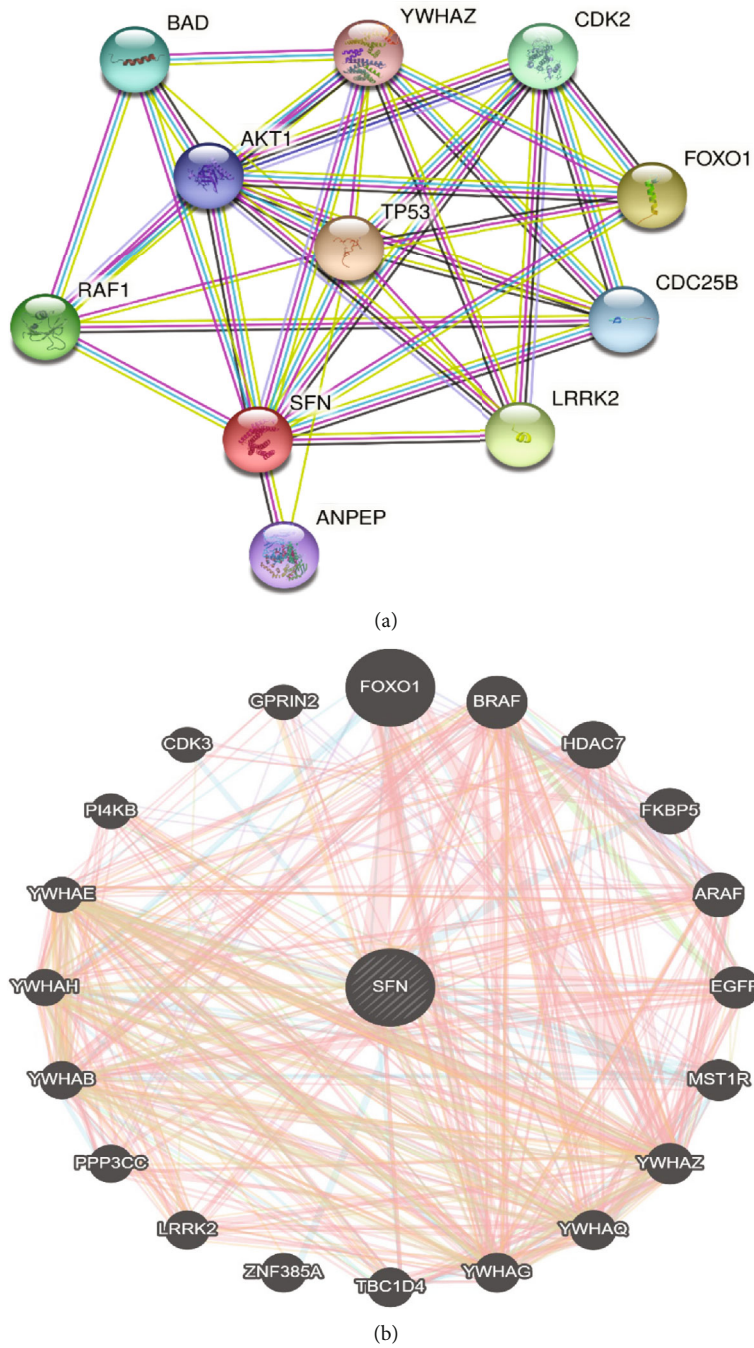 BAD
YWHAZ
CDK2
AKT1
FOXO1
TP53
RAF1
CDC25B
SFN
LRRK2
ANPEP
(a)
FOXO1
GPRIN2
BRAF
CDK3
HDAC7
PI4KB
FKBP5
YWHAE
ARAF
YWHAH
SFN
EGFR
YWHAB
MST1R
PPP3CC
YWHAZ
LRRK2
YWHAQ
ZNF385A
TBC1D4
YWHAG
(b)